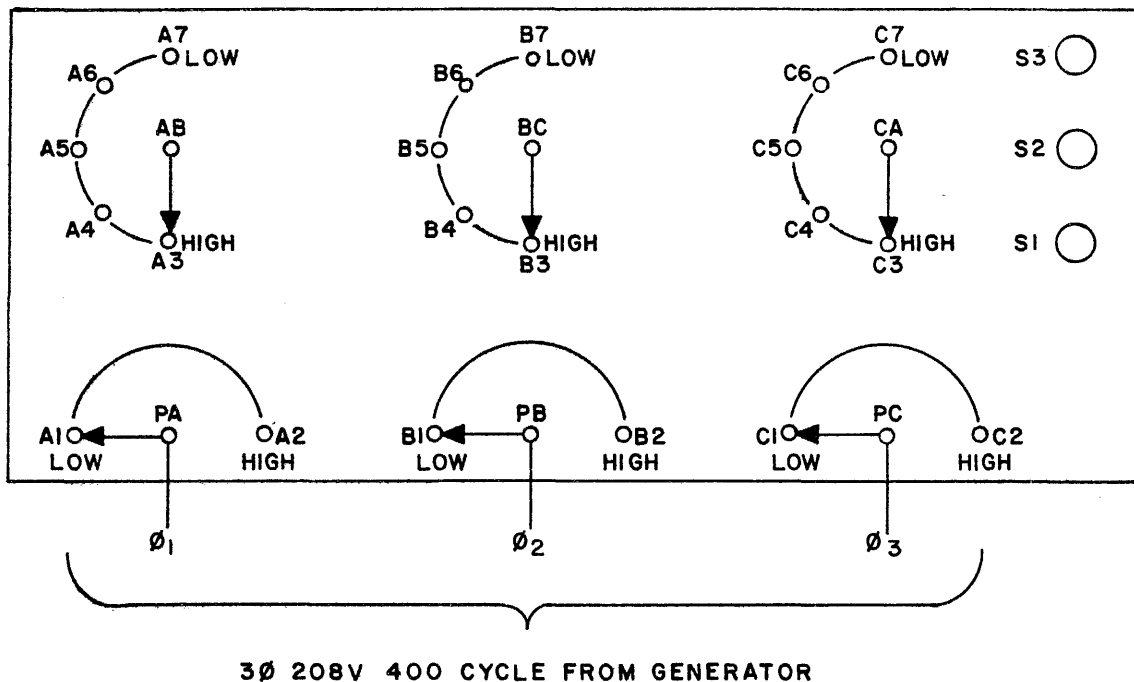 A7 B7 C7
LOW LOW LOW S3
A6 B6 C6
AB BC CA
A5 B5 C5 S2
A4 B4 C4
HIGH HIGH HIGH S1
A3 B3 C3
PA PB PC
A1 A2 B1 B2 C1 C2
LOW HIGH LOW HIGH LOW HIGH
Ø1 Ø2 Ø3
3Ø 208V 400 CYCLE FROM GENERATOR